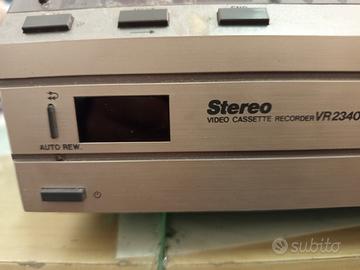 Stereo
VIDEO CASSETTE RECORDER VR2340
AUTO REW
subito